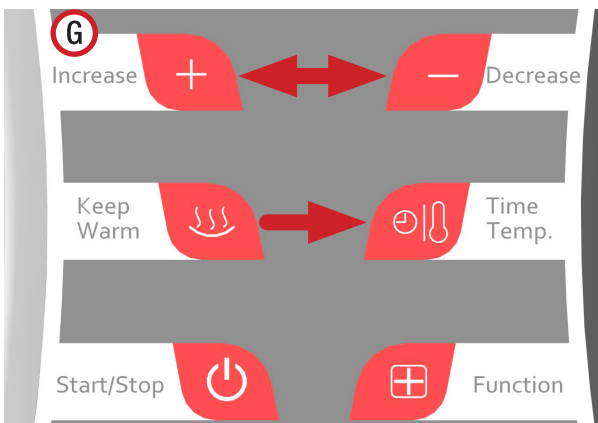 G
Increase
+
−
Decrease
Keep
Warm
Time
Temp.
Start/Stop
Function